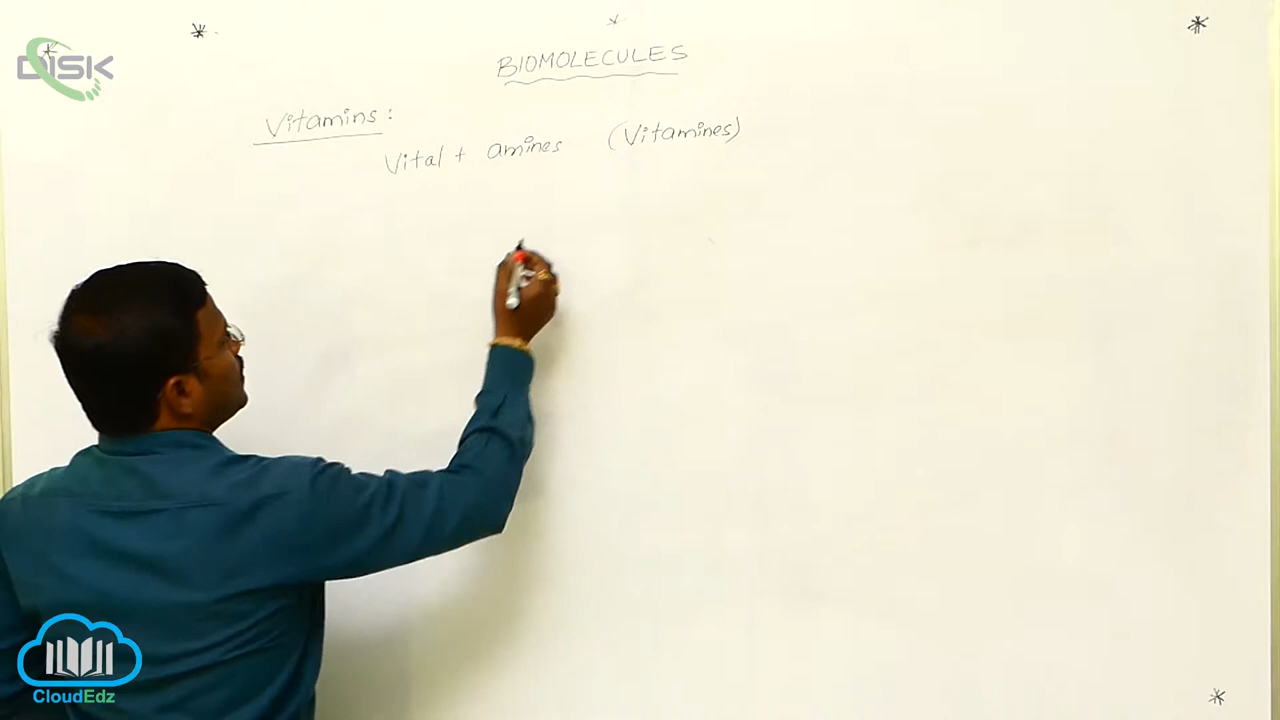 DISK
BIOMOLECULES
Vitamins :
Vital + amines (Vitamines)
CloudEdz